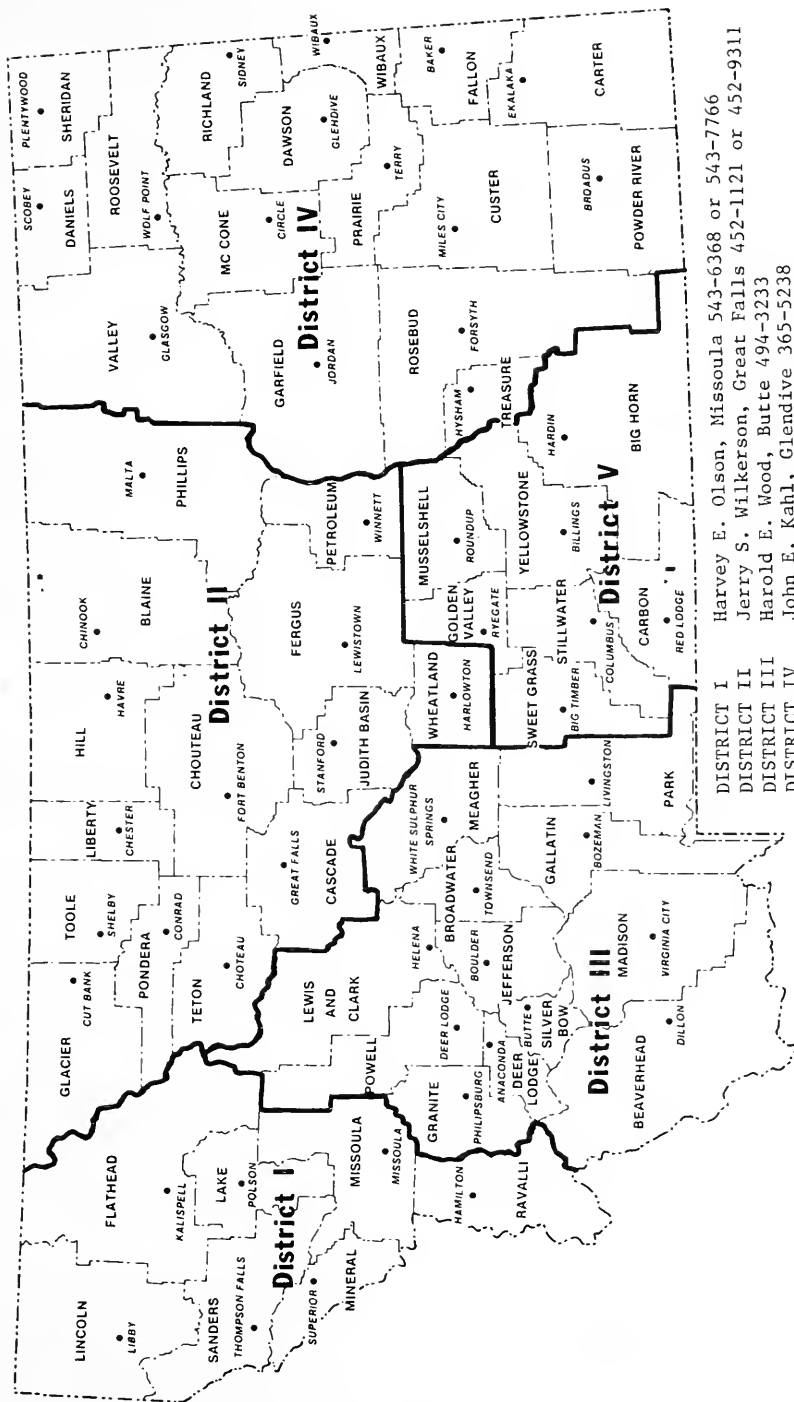 LINCOLN
LIBBY
FLATHEAD
KALISPELL
SANDERS
THOMPSON FALLS
LAKE
POLSON
District I
SUPERIOR
MINERAL
MISSOULA
MISSOULA
HAMILTON
RAVALLI
GLACIER
CUT BANK
TOOLE
SHELBY
PONDERA
CONRAD
TETON
CHOTEAU
LIBERTY
CHESTER
HILL
HAVRE
CHOUTEAU
FORT BENTON
District II
BLAINE
CHINOOK
PHILLIPS
MALTA
CASCADE
GREAT FALLS
JUDITH BASIN
STANFORD
FERGUS
LEWISTOWN
PETROLEUM
WINNETT
WHEATLAND
HARLOWTON
LEWIS
AND
CLARK
HELENA
POWELL
DEER LODGE
GRANITE
PHILIPSBURG
ANACONDA
DEER
LODGE
BUTTE
SILVER
BOW
JEFFERSON
BOULDER
BROADWATER
TOWNSEND
WHITE SULPHUR
SPRINGS
MEAGHER
GALLATIN
BOZEMAN
PARK
LIVINGSTON
MADISON
VIRGINIA CITY
BEAVERHEAD
DILLON
District III
VALLEY
GLASGOW
DANIELS
SCOBEY
SHERIDAN
PLENTYWOOD
ROOSEVELT
WOLF POINT
RICHLAND
SIDNEY
MC CONE
CIRCLE
DAWSON
GLENDIVE
WIBAUX
WIBAUX
District IV
GARFIELD
JORDAN
PRAIRIE
TERRY
ROSEBUD
FORSYTH
CUSTER
MILES CITY
FALLON
BAKER
CARTER
EKALAKA
POWDER RIVER
BROADUS
TREASURE
HYSHAM
MUSSELSHELL
ROUNDUP
GOLDEN
VALLEY
RYEGATE
YELLOWSTONE
BILLINGS
BIG HORN
HARDIN
District V
SWEET GRASS
BIG TIMBER
STILLWATER
COLUMBUS
CARBON
RED LODGE
DISTRICT I Harvey E. Olson, Missoula 543-6368 or 543-7766
DISTRICT II Jerry S. Wilkerson, Great Falls 452-1121 or 452-9311
DISTRICT III Harold E. Wood, Butte 494-3233
DISTRICT IV John E. Kahl, Glendive 365-5238